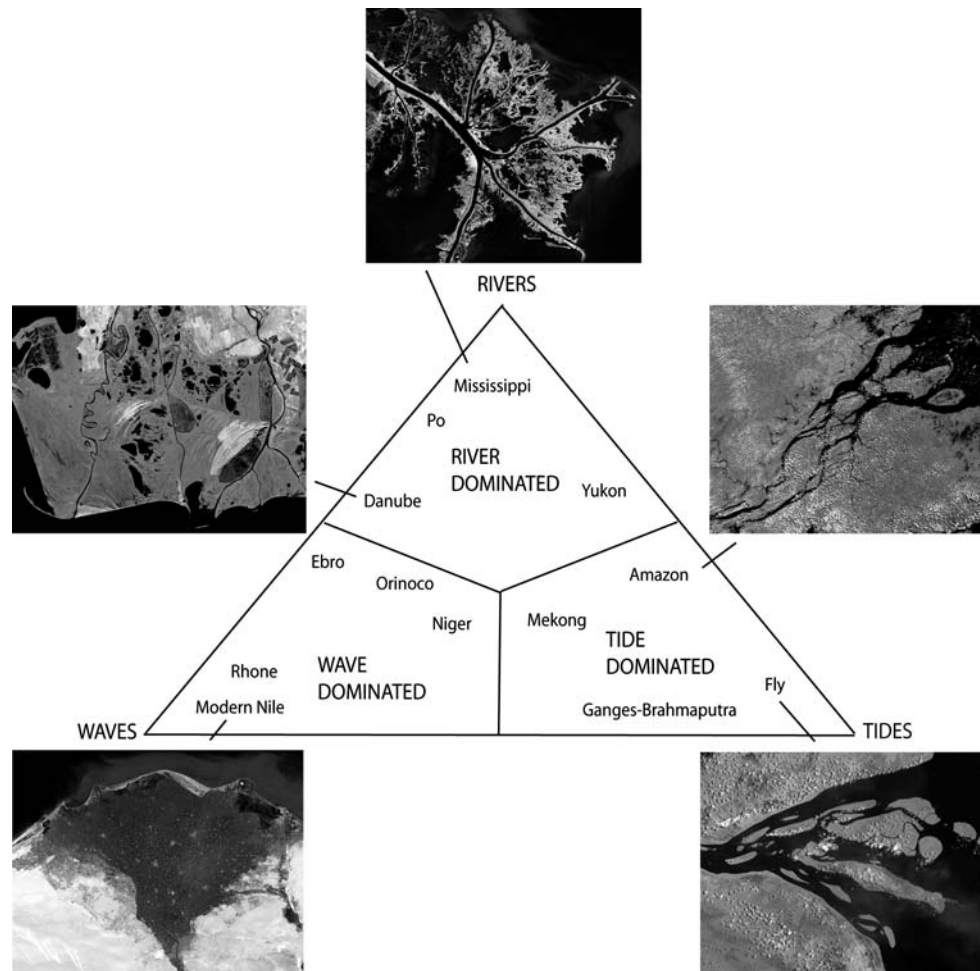 RIVERS
Mississippi
Po
RIVER
DOMINATED
Danube
Yukon
Ebro
Orinoco
Amazon
Niger
Mekong
Rhone
WAVE
DOMINATED
TIDE
DOMINATED
Fly
Modern Nile
Ganges-Brahmaputra
WAVES
TIDES